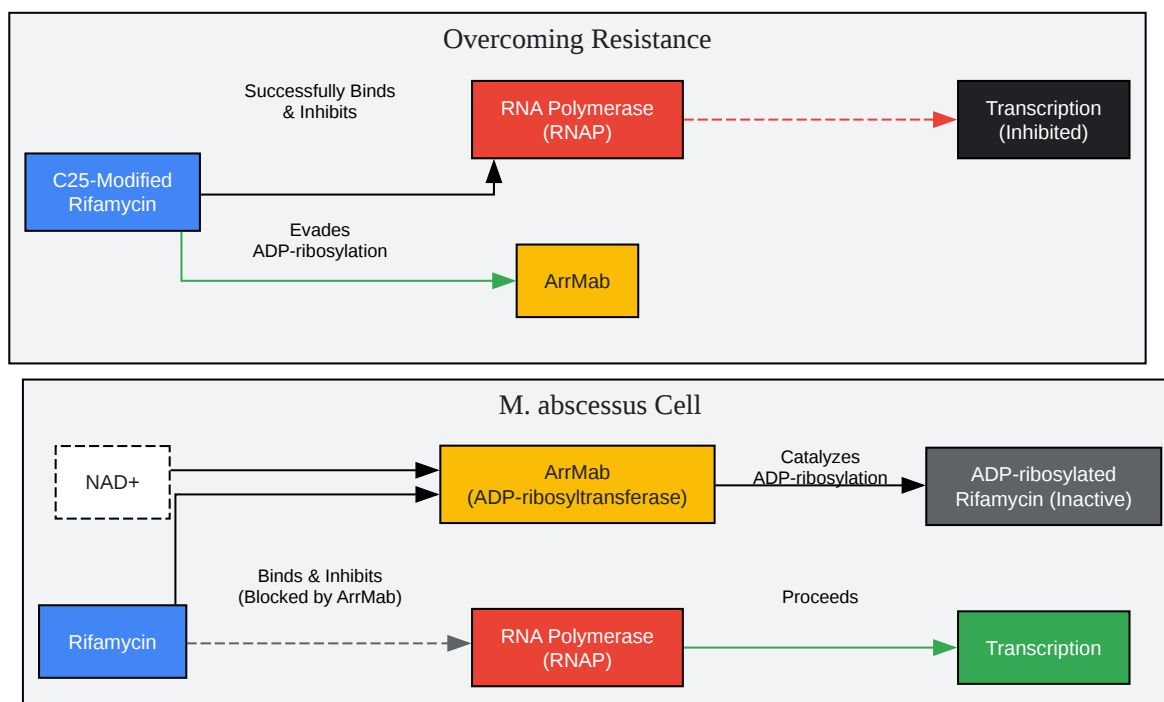 Overcoming Resistance
Successfully Binds
& Inhibits
RNA Polymerase
(RNAP)
Transcription
(Inhibited)
C25-Modified
Rifamycin
Evades
ADP-ribosylation
ArrMab
M. abscessus Cell
NAD+
ArrMab
(ADP-ribosyltransferase)
Catalyzes
ADP-ribosylation
ADP-ribosylated
Rifamycin (Inactive)
Binds & Inhibits
(Blocked by ArrMab)
Proceeds
Rifamycin
RNA Polymerase
(RNAP)
Transcription